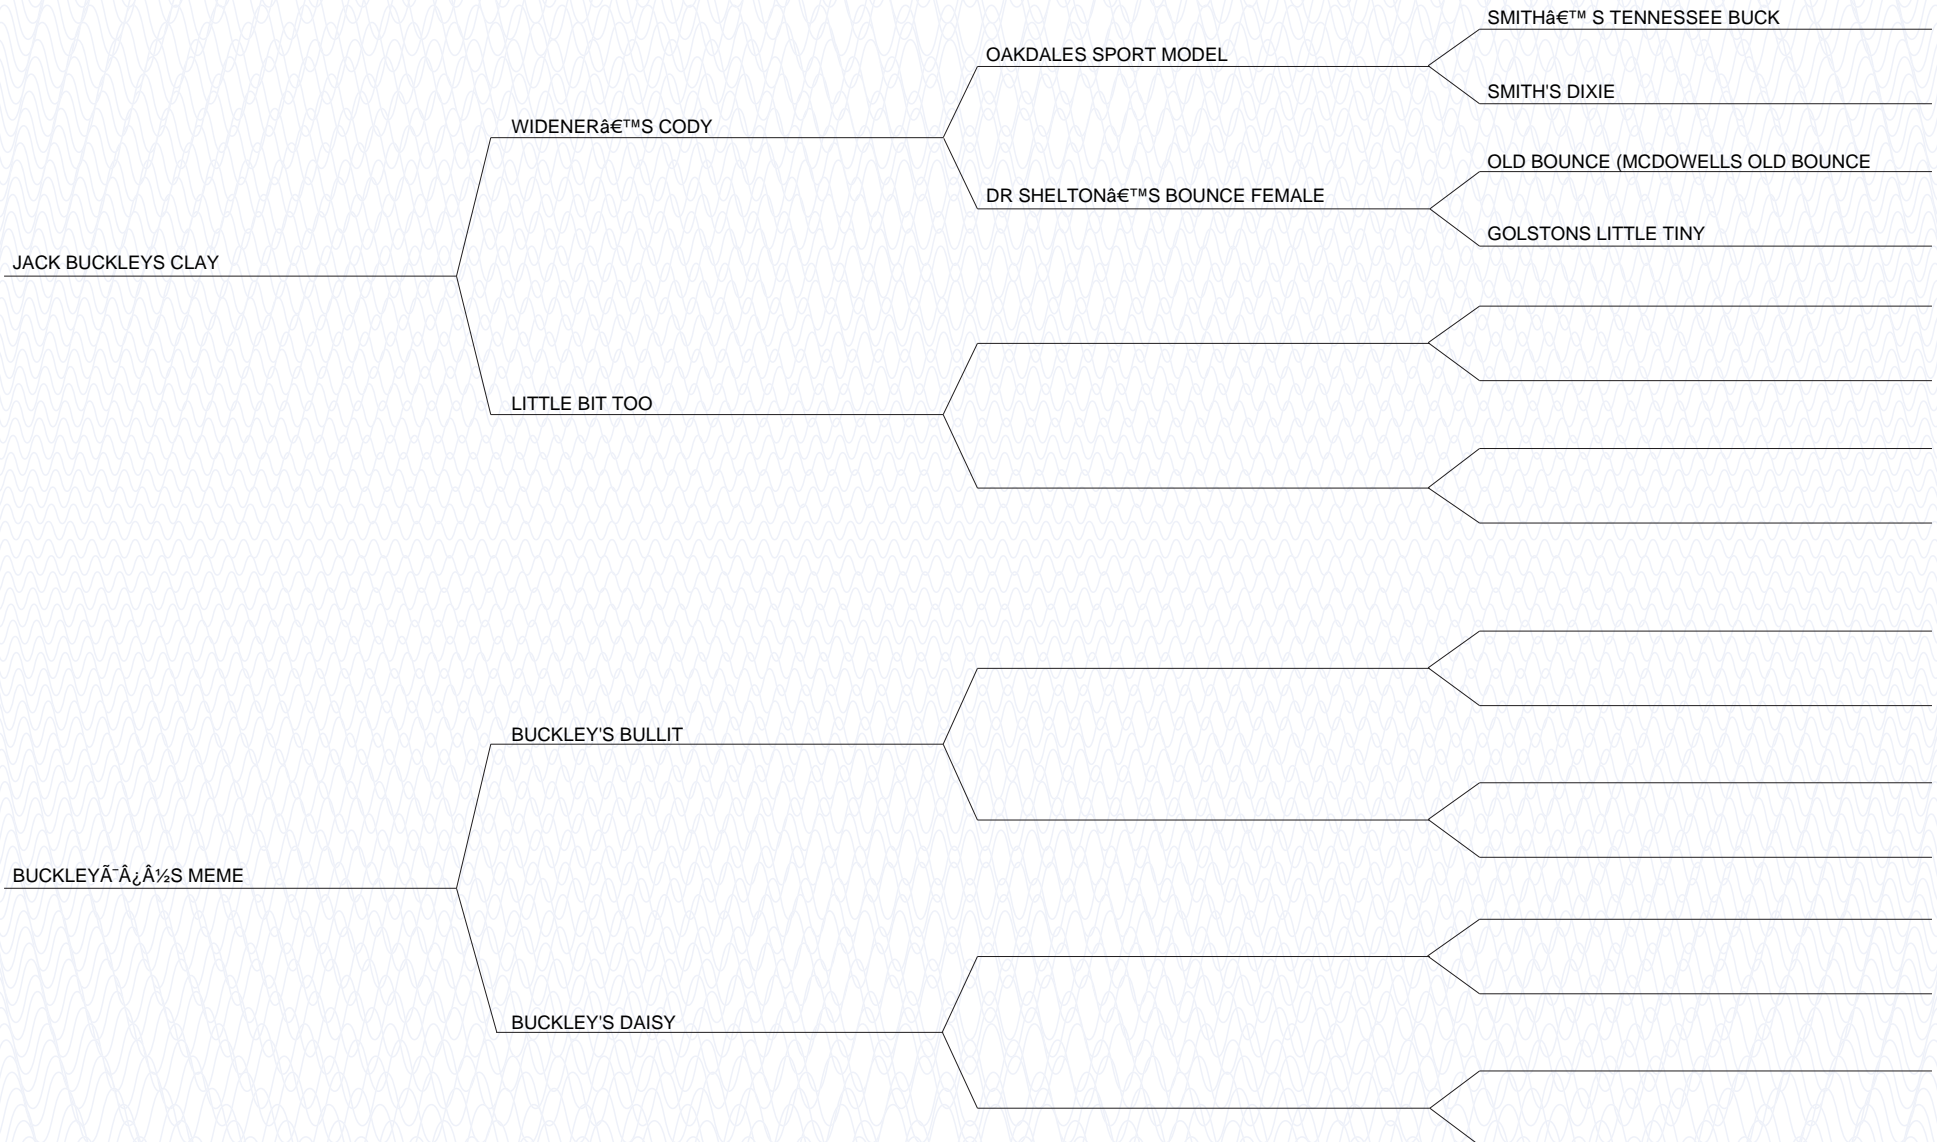 SMITHâ€™ S TENNESSEE BUCK
OAKDALES SPORT MODEL
SMITH'S DIXIE
WIDENERâ€™S CODY
OLD BOUNCE (MCDOWELLS OLD BOUNCE
DR SHELTONâ€™S BOUNCE FEMALE
GOLSTONS LITTLE TINY
JACK BUCKLEYS CLAY
LITTLE BIT TOO
BUCKLEY'S BULLIT
BUCKLEYÃ¯Â¿Â½S MEME
BUCKLEY'S DAISY